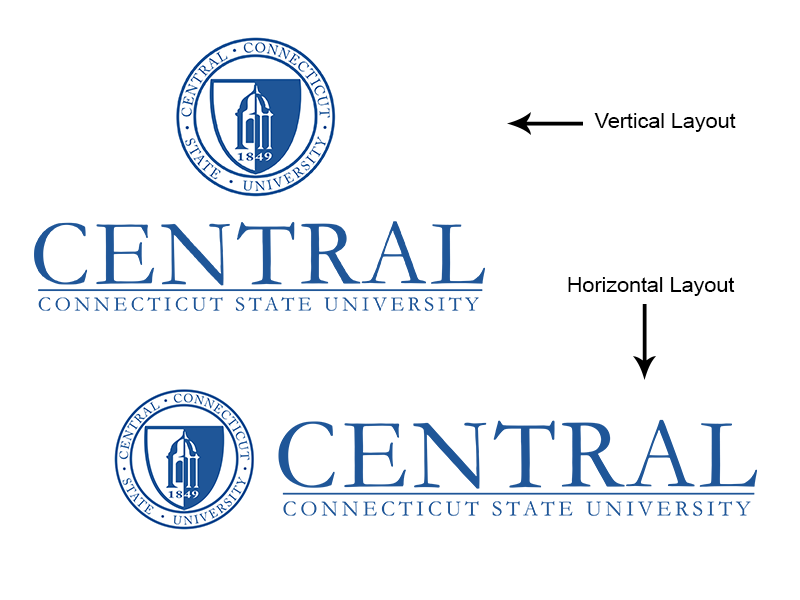 CENTRAL • CONNECTICUT • STATE • UNIVERSITY •
1849
Vertical Layout
CENTRAL
CONNECTICUT STATE UNIVERSITY
Horizontal Layout
CENTRAL • CONNECTICUT • STATE • UNIVERSITY •
1849
CENTRAL
CONNECTICUT STATE UNIVERSITY